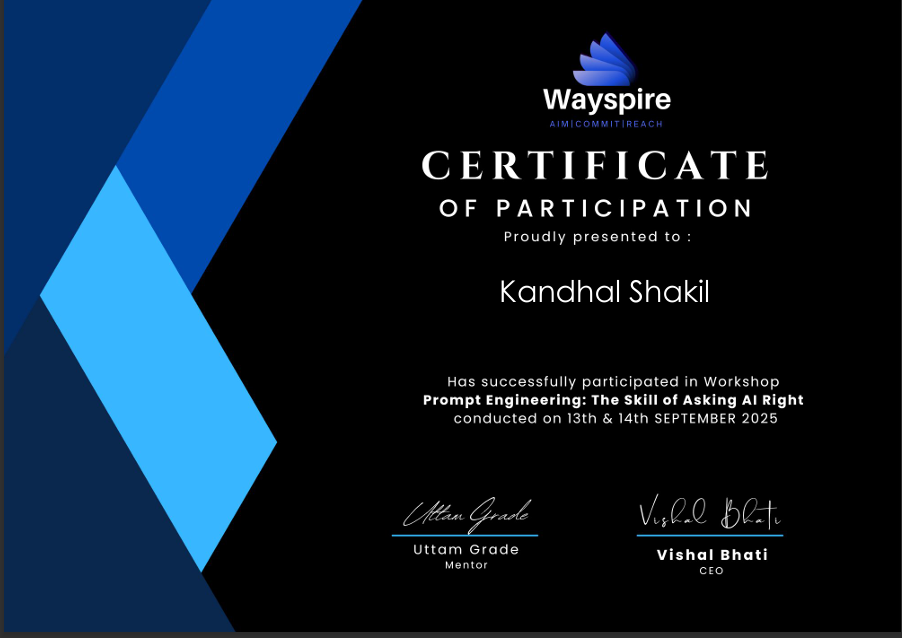 Wayspire
AIM|COMMIT|REACH
CERTIFICATE
OF PARTICIPATION
Proudly presented to :
Kandhal Shakil
Has successfully participated in Workshop
Prompt Engineering: The Skill of Asking AI Right
conducted on 13th & 14th SEPTEMBER 2025
Uttam Grade
Vishal Bhati
Uttam Grade
Mentor
Vishal Bhati
CEO